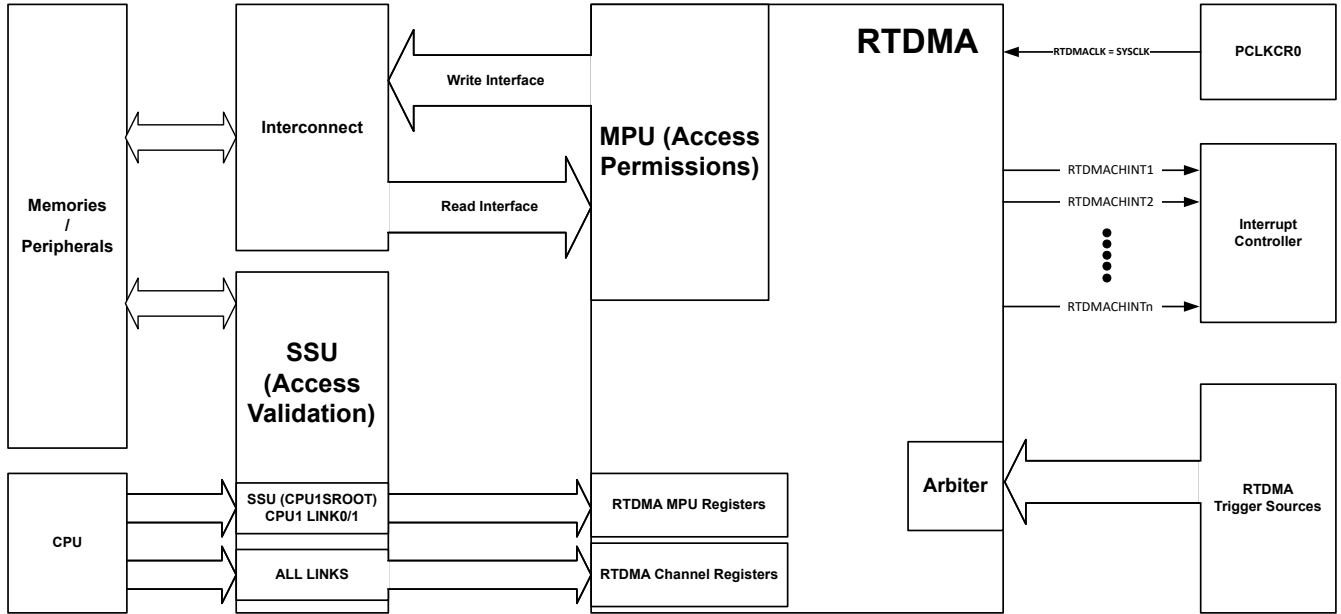 RTDMA
RTDMACLK = SYSCLK
PCLKCR0
Write Interface
Interconnect
MPU (Access
Permissions)
Read Interface
Memories
/
Peripherals
RTDMACHINT1
RTDMACHINT2
RTDMACHINTn
Interrupt
Controller
SSU
(Access
Validation)
Arbiter
RTDMA
Trigger Sources
CPU
SSU (CPU1SROOT)
CPU1 LINK0/1
RTDMA MPU Registers
ALL LINKS
RTDMA Channel Registers